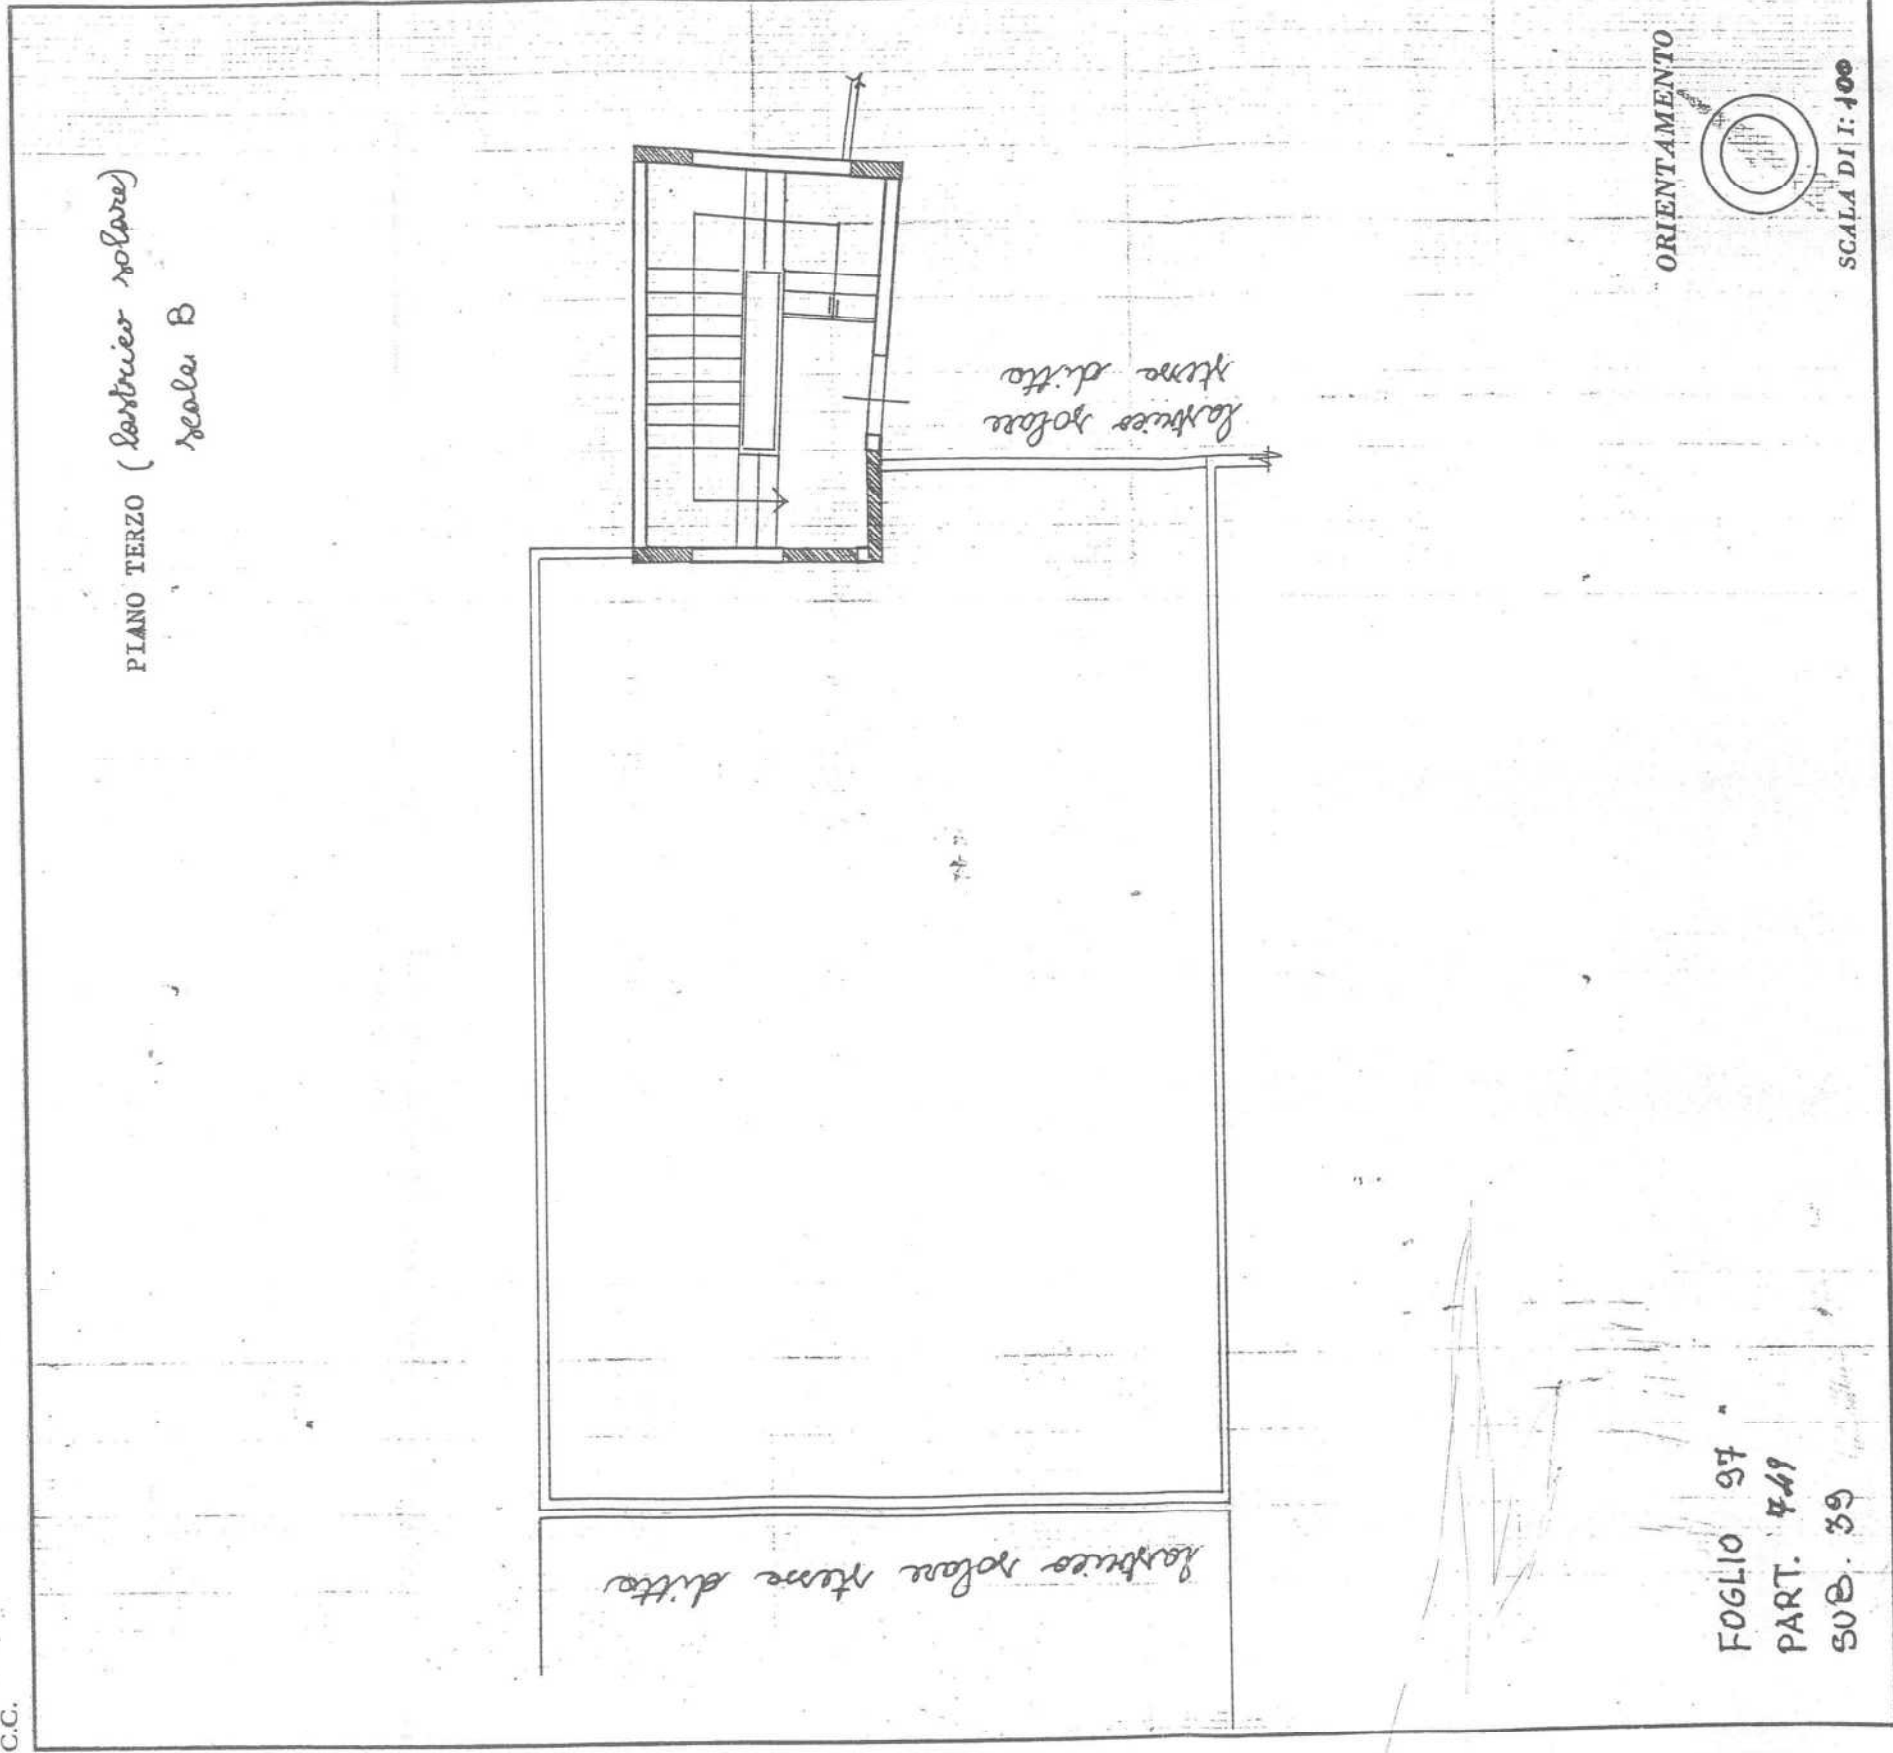 C.C.
PIANO TERZO (lastrico solare)
scala B
lastrico solare
stessa ditta
lastrico solare stessa ditta
ORIENTAMENTO
SCALA DI I: 100
FOGLIO 97
PART. 749
SUB. 39